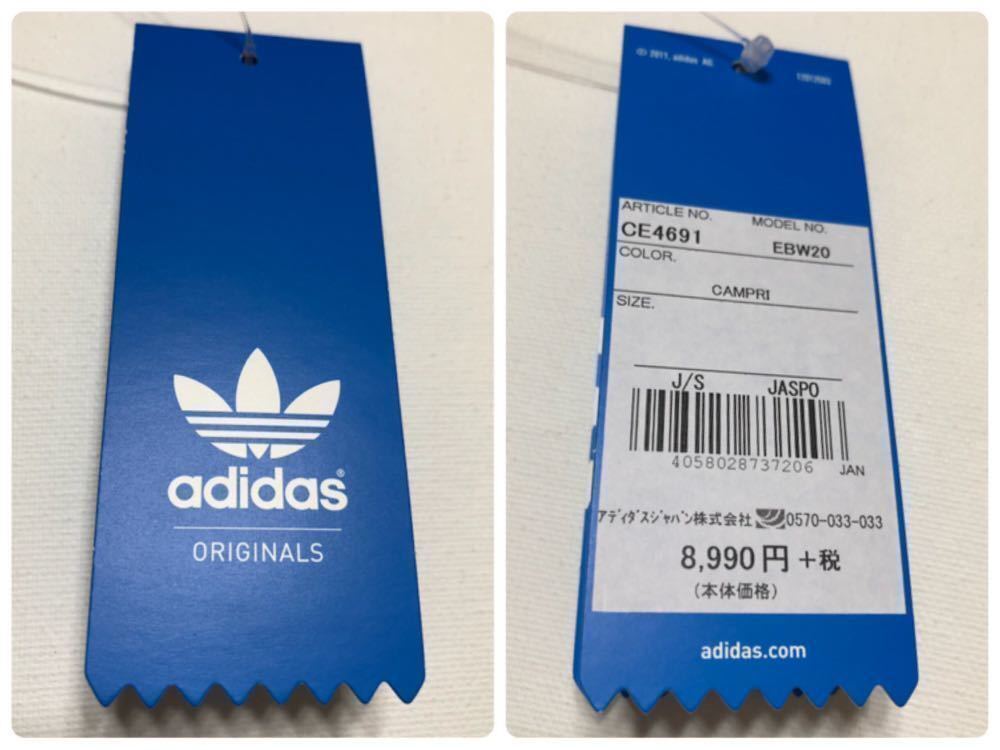 adidas®
ORIGINALS
© 2011, adidas AG.
ARTICLE NO. MODEL NO.
CE4691 EBW20
COLOR.
CAMPRI
SIZE.
J/S JASPO
4058028737206 JAN
アディダスジャパン株式会社 0570-033-033
8,990円+税
(本体価格)
adidas.com